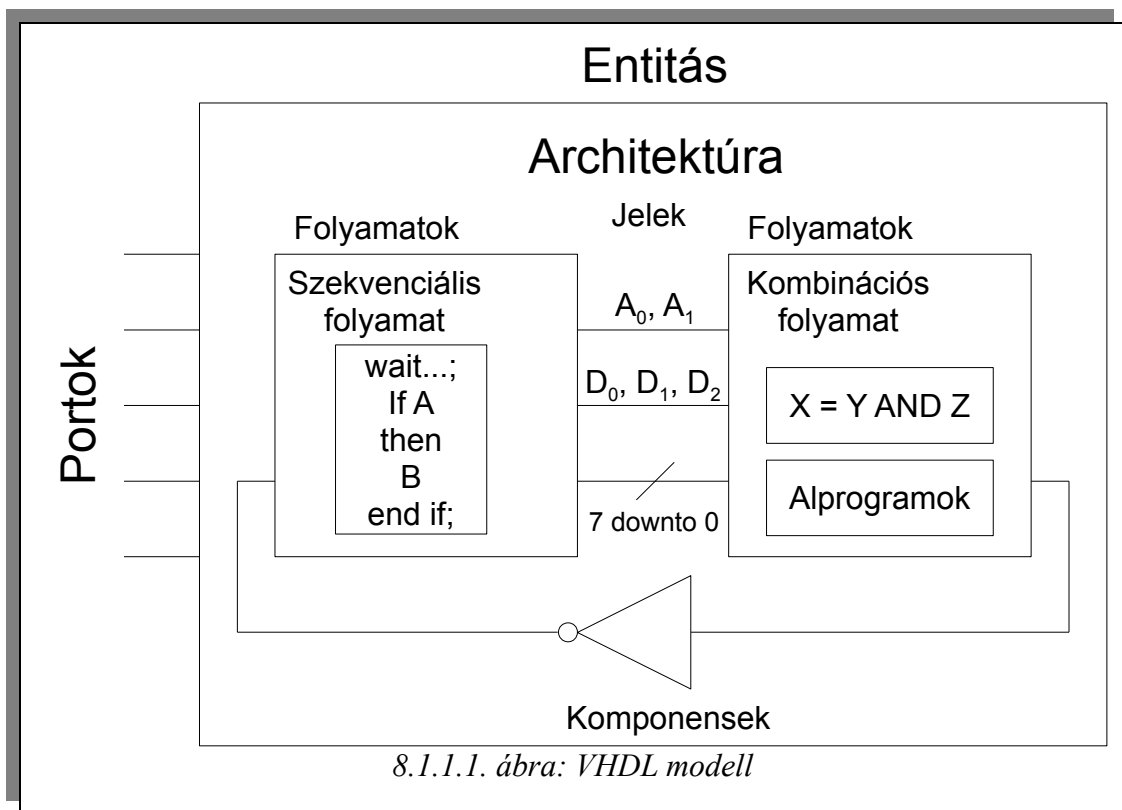 Entitás
Architektúra
Portok
Folyamatok
Jelek
Folyamatok
Szekvenciális
folyamat
wait...;
If A
then
B
end if;
A₀, A₁
D₀, D₁, D₂
7 downto 0
Kombinációs
folyamat
X = Y AND Z
Alprogramok
Komponensek
8.1.1.1. ábra: VHDL modell